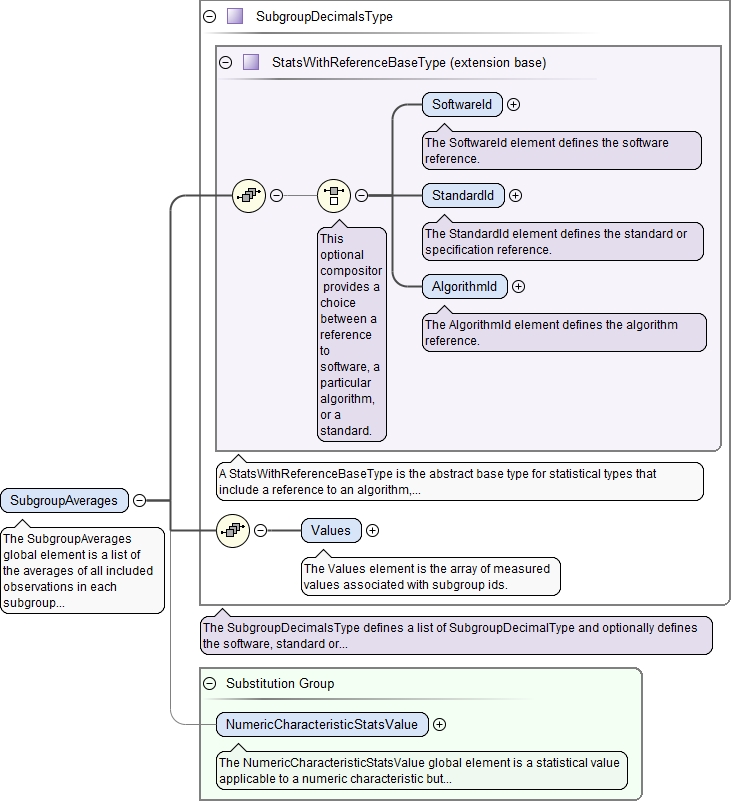 SubgroupDecimalsType
StatsWithReferenceBaseType (extension base)
SoftwareId
The SoftwareId element defines the software
reference.
StandardId
The StandardId element defines the standard or
specification reference.
AlgorithmId
The AlgorithmId element defines the algorithm
reference.
This
optional
compositor
provides a
choice
between a
reference
to
software, a
particular
algorithm,
or a
standard.
A StatsWithReferenceBaseType is the abstract base type for statistical types that
include a reference to an algorithm,...
SubgroupAverages
The SubgroupAverages
global element is a list of
the averages of all included
observations in each
subgroup...
Values
The Values element is the array of measured
values associated with subgroup ids.
The SubgroupDecimalsType defines a list of SubgroupDecimalType and optionally defines
the software, standard or...
Substitution Group
NumericCharacteristicStatsValue
The NumericCharacteristicStatsValue global element is a statistical value
applicable to a numeric characteristic but...